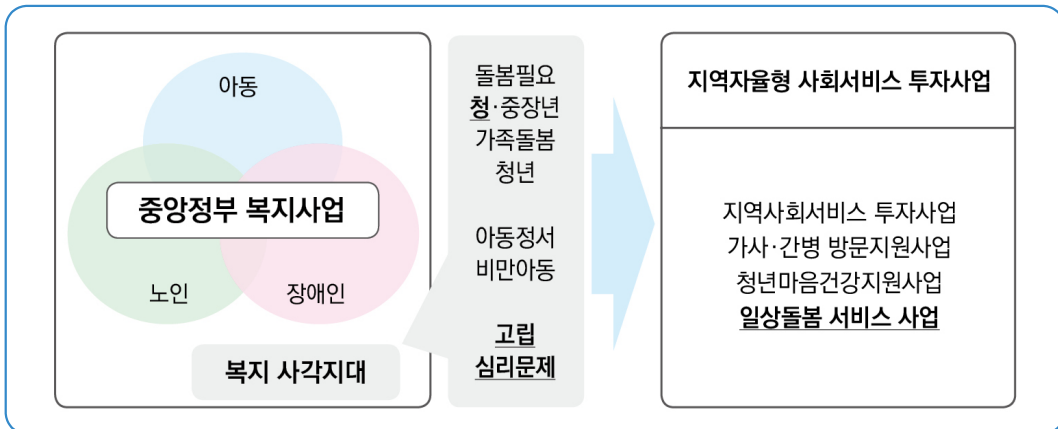 아동
중앙정부 복지사업
노인
장애인
복지 사각지대
돌봄필요
청·중장년
가족돌봄
청년
아동정서
비만아동
고립
심리문제
지역자율형 사회서비스 투자사업
지역사회서비스 투자사업
가사·간병 방문지원사업
청년마음건강지원사업
일상돌봄 서비스 사업